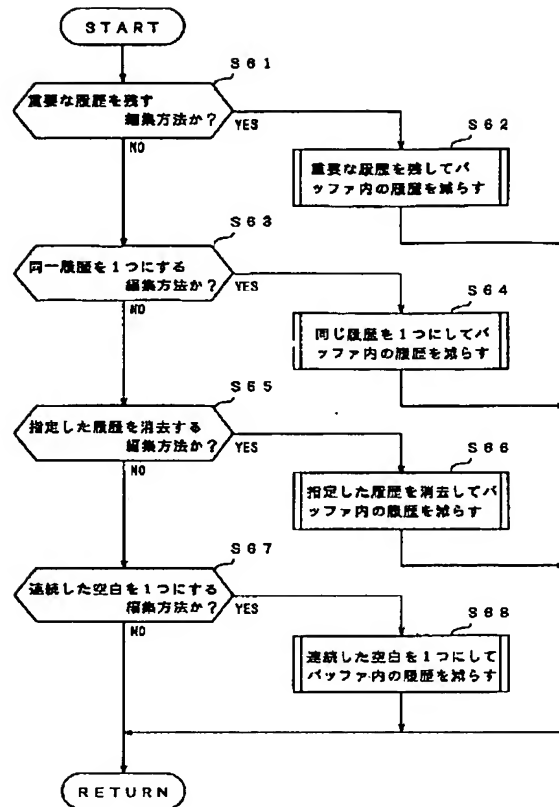 START
S61
重要な履歴を残す
編集方法か？
YES
NO
S62
重要な履歴を残してバ
ッファ内の履歴を減らす
S63
同一履歴を1つにする
編集方法か？
YES
NO
S64
同じ履歴を1つにしてバ
ッファ内の履歴を減らす
S65
指定した履歴を消去する
編集方法か？
YES
NO
S66
指定した履歴を消去してバ
ッファ内の履歴を減らす
S67
連続した空白を1つにする
編集方法か？
YES
NO
S68
連続した空白を1つにして
バッファ内の履歴を減らす
RETURN